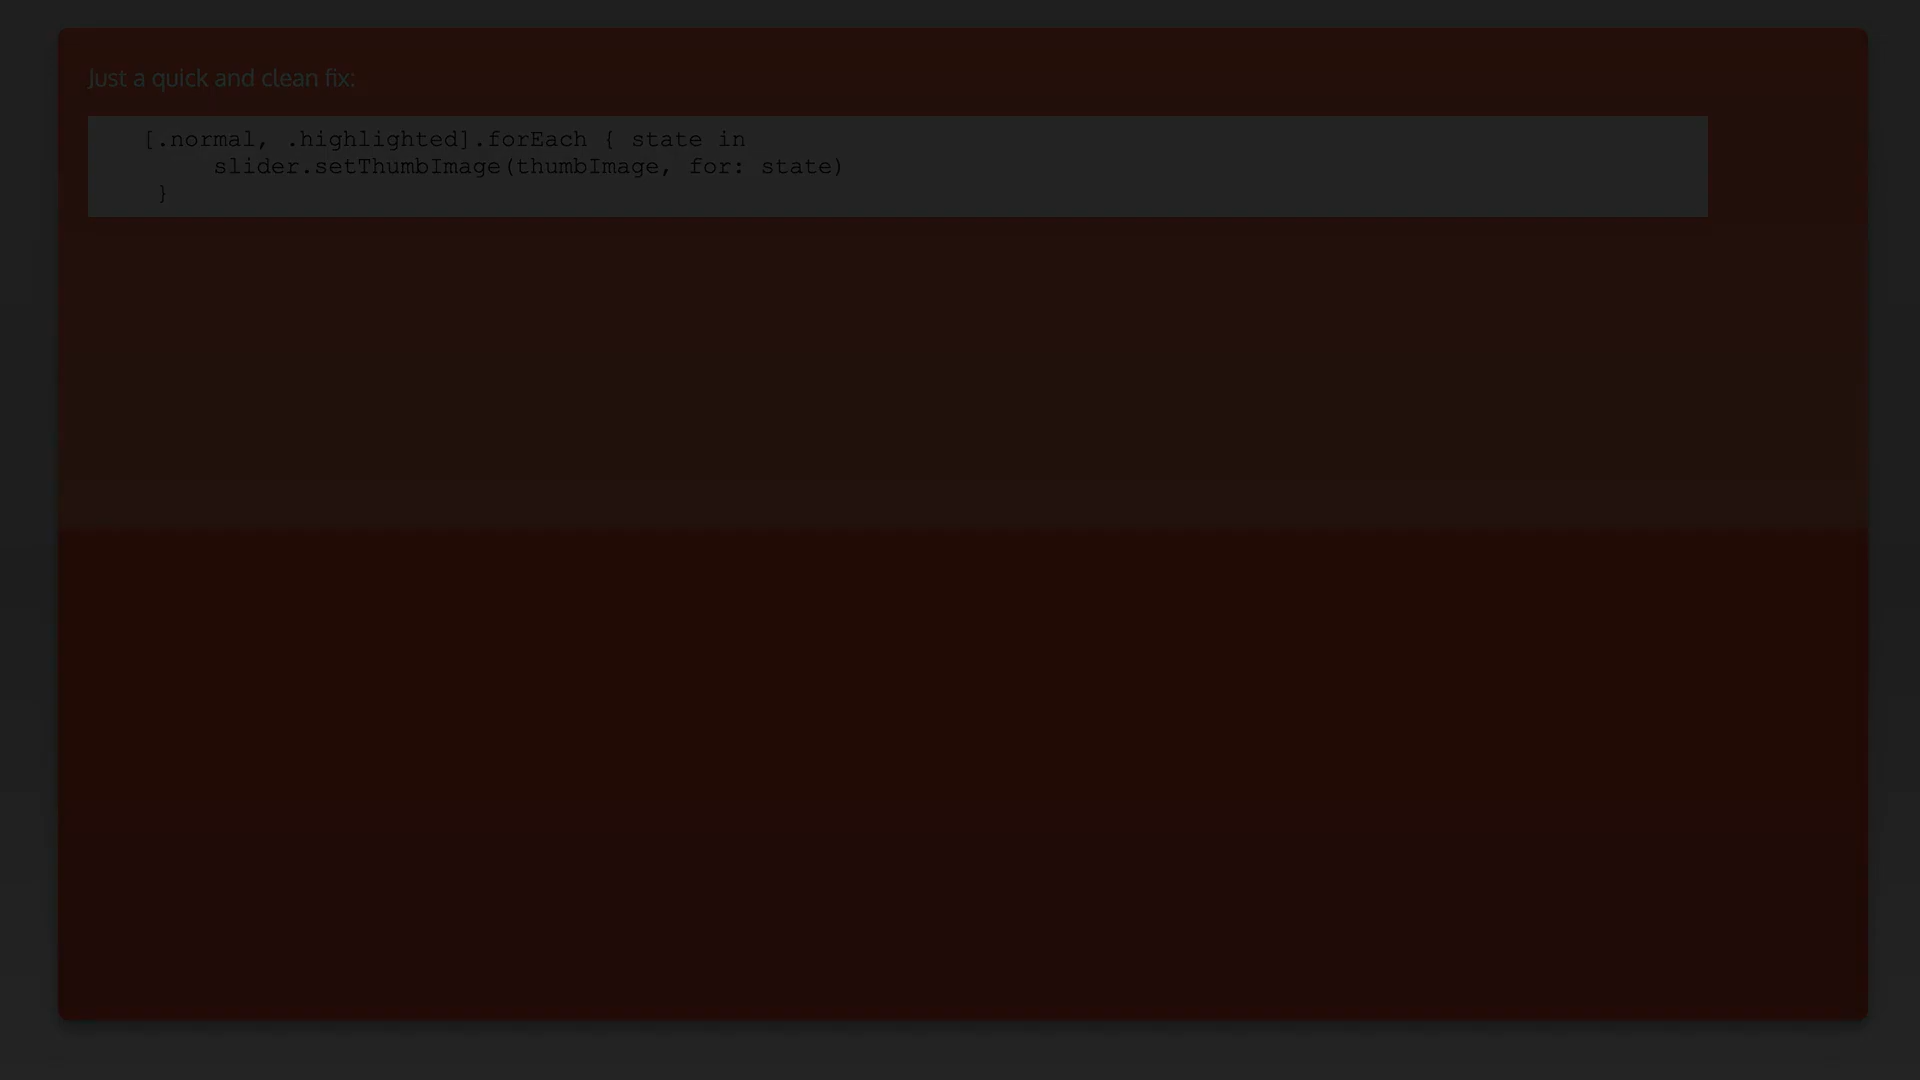 Just a quick and clean fix:
[.normal, .highlighted].forEach { state in
slider.setThumbImage(thumbImage, for: state)
}